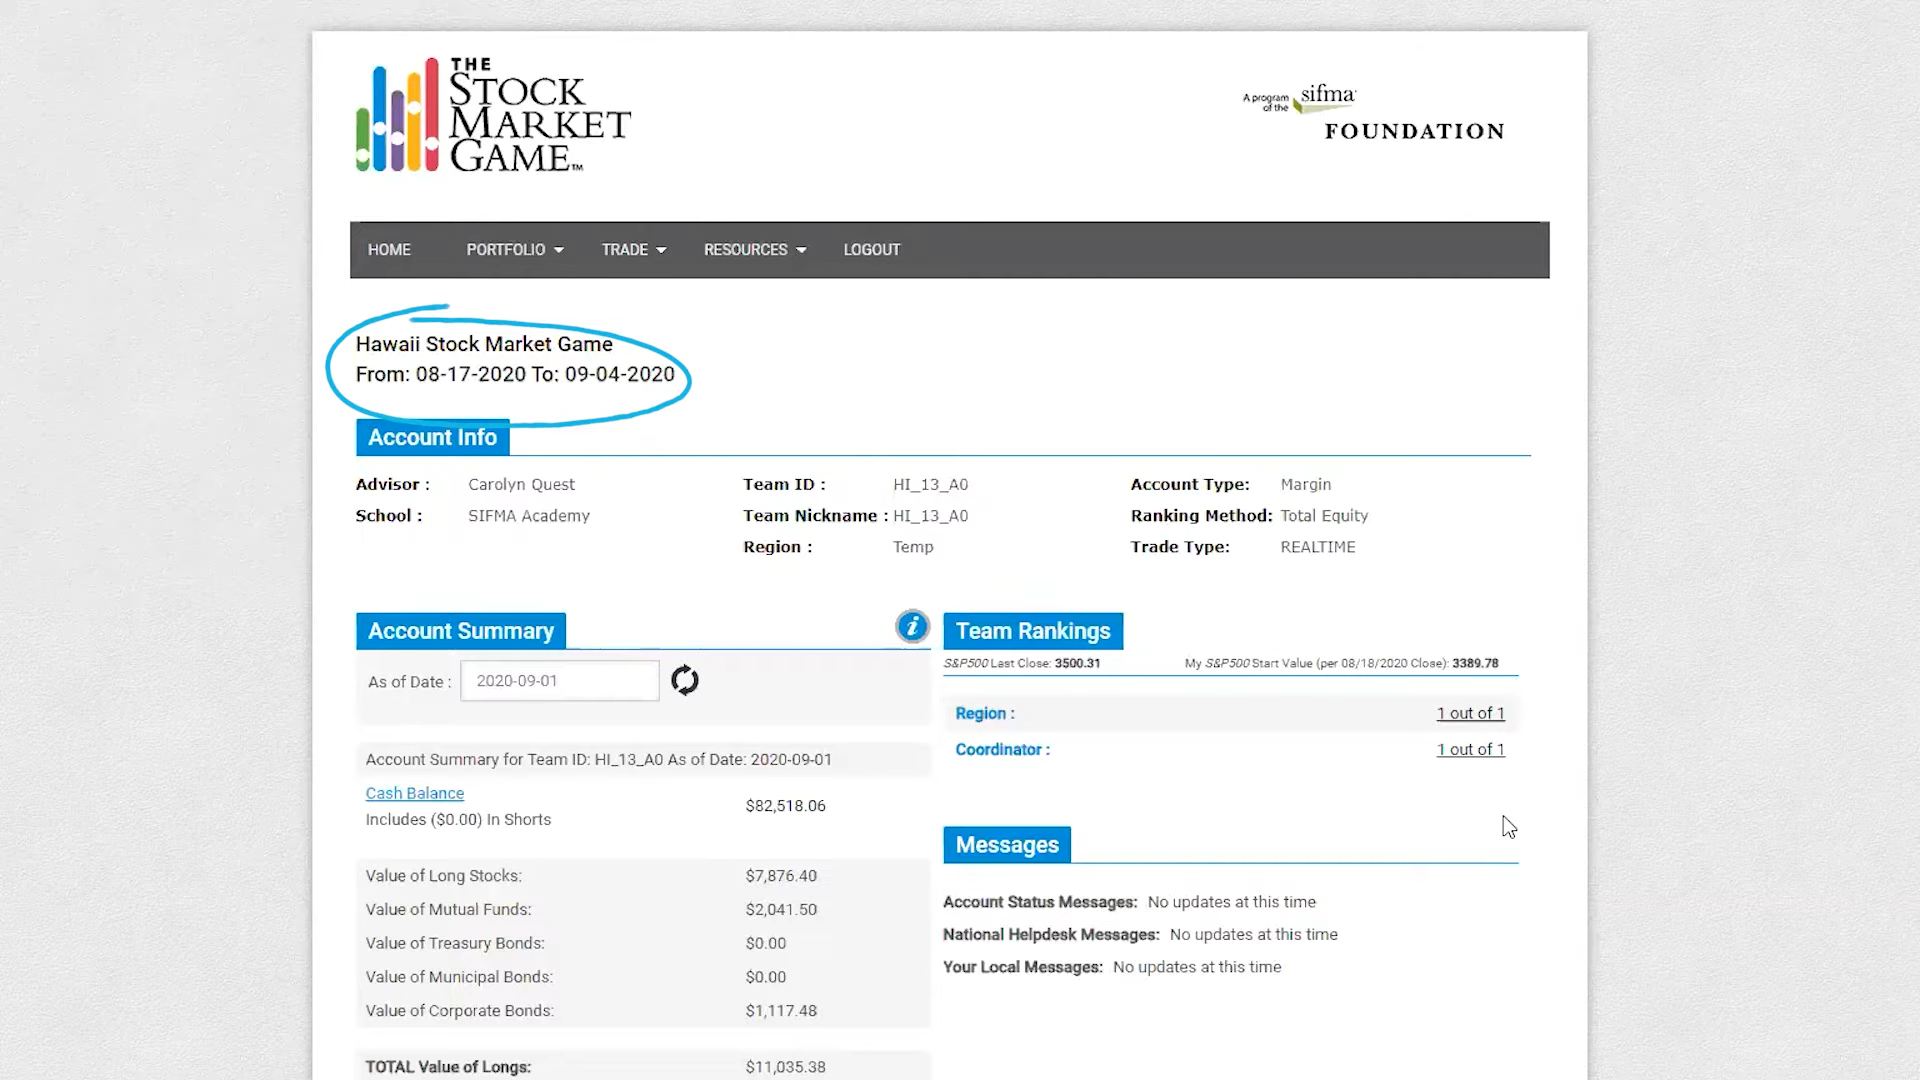 THE
STOCK
MARKET
GAME™
A program
of the
sifma
FOUNDATION
HOME PORTFOLIO TRADE RESOURCES LOGOUT
Hawaii Stock Market Game
From: 08-17-2020 To: 09-04-2020
Account Info
Advisor : Carolyn Quest Team ID : HI_13_A0 Account Type: Margin
School : SIFMA Academy Team Nickname : HI_13_A0 Ranking Method: Total Equity
Region : Temp Trade Type: REALTIME
Account Summary
i
As of Date : 2020-09-01
Account Summary for Team ID: HI_13_A0 As of Date: 2020-09-01
Cash Balance
Includes ($0.00) In Shorts
$82,518.06
Value of Long Stocks: $7,876.40
Value of Mutual Funds: $2,041.50
Value of Treasury Bonds: $0.00
Value of Municipal Bonds: $0.00
Value of Corporate Bonds: $1,117.48
TOTAL Value of Longs: $11,035.38
Team Rankings
S&P500 Last Close: 3500.31 My S&P500 Start Value (per 08/18/2020 Close): 3389.78
Region : 1 out of 1
Coordinator : 1 out of 1
Messages
Account Status Messages: No updates at this time
National Helpdesk Messages: No updates at this time
Your Local Messages: No updates at this time